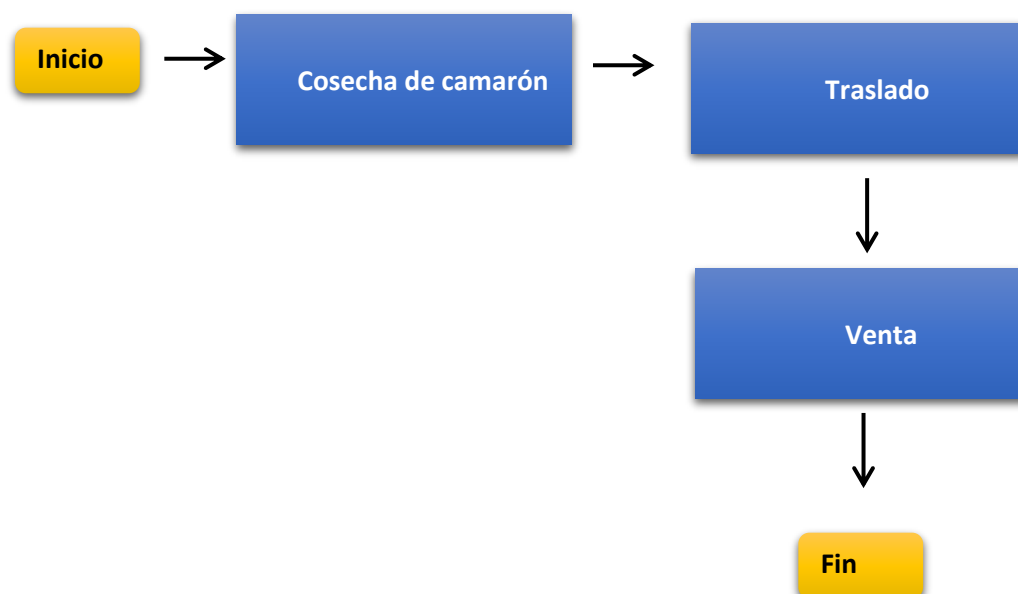 Inicio
Cosecha de camarón
Traslado
Venta
Fin